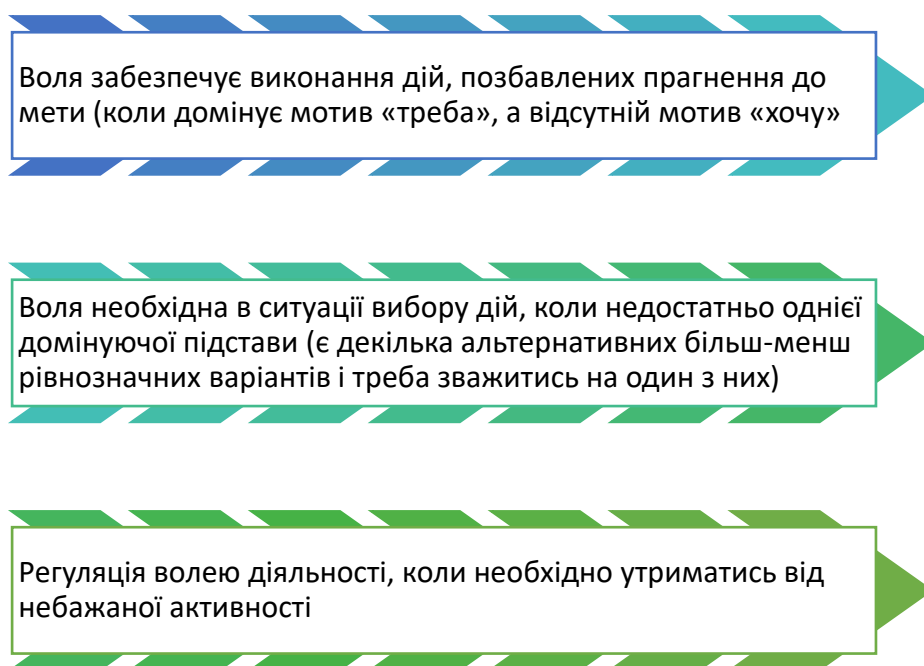 Воля забезпечує виконання дій, позбавлених прагнення до
мети (коли домінує мотив «треба», а відсутній мотив «хочу»
Воля необхідна в ситуації вибору дій, коли недостатньо однієї
домінуючої підстави (є декілька альтернативних більш-менш
рівнозначних варіантів і треба зважитись на один з них)
Регуляція волею діяльності, коли необхідно утриматись від
небажаної активності